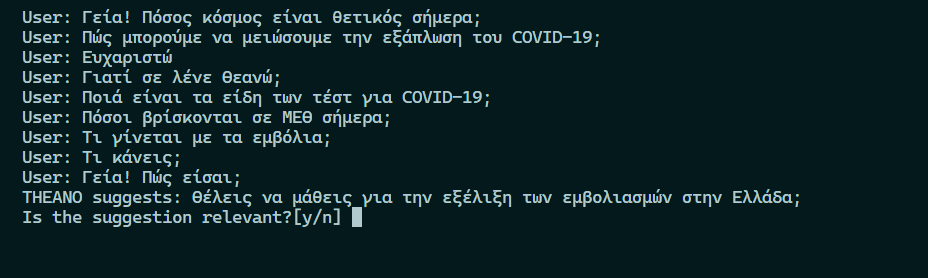 User: Γεία! Πόσος κόσμος είναι θετικός σήμερα;
User: Πώς μπορούμε να μειώσουμε την εξάπλωση του COVID-19;
User: Ευχαριστώ
User: Γιατί σε λένε Θεανώ;
User: Ποιά είναι τα είδη των τέστ για COVID-19;
User: Πόσοι βρίσκονται σε ΜΕΘ σήμερα;
User: Τι γίνεται με τα εμβόλια;
User: Τι κάνεις;
User: Γεία! Πώς είσαι;
THEANO suggests: Θέλεις να μάθεις για την εξέλιξη των εμβολιασμών στην Ελλάδα;
Is the suggestion relevant?[y/n]